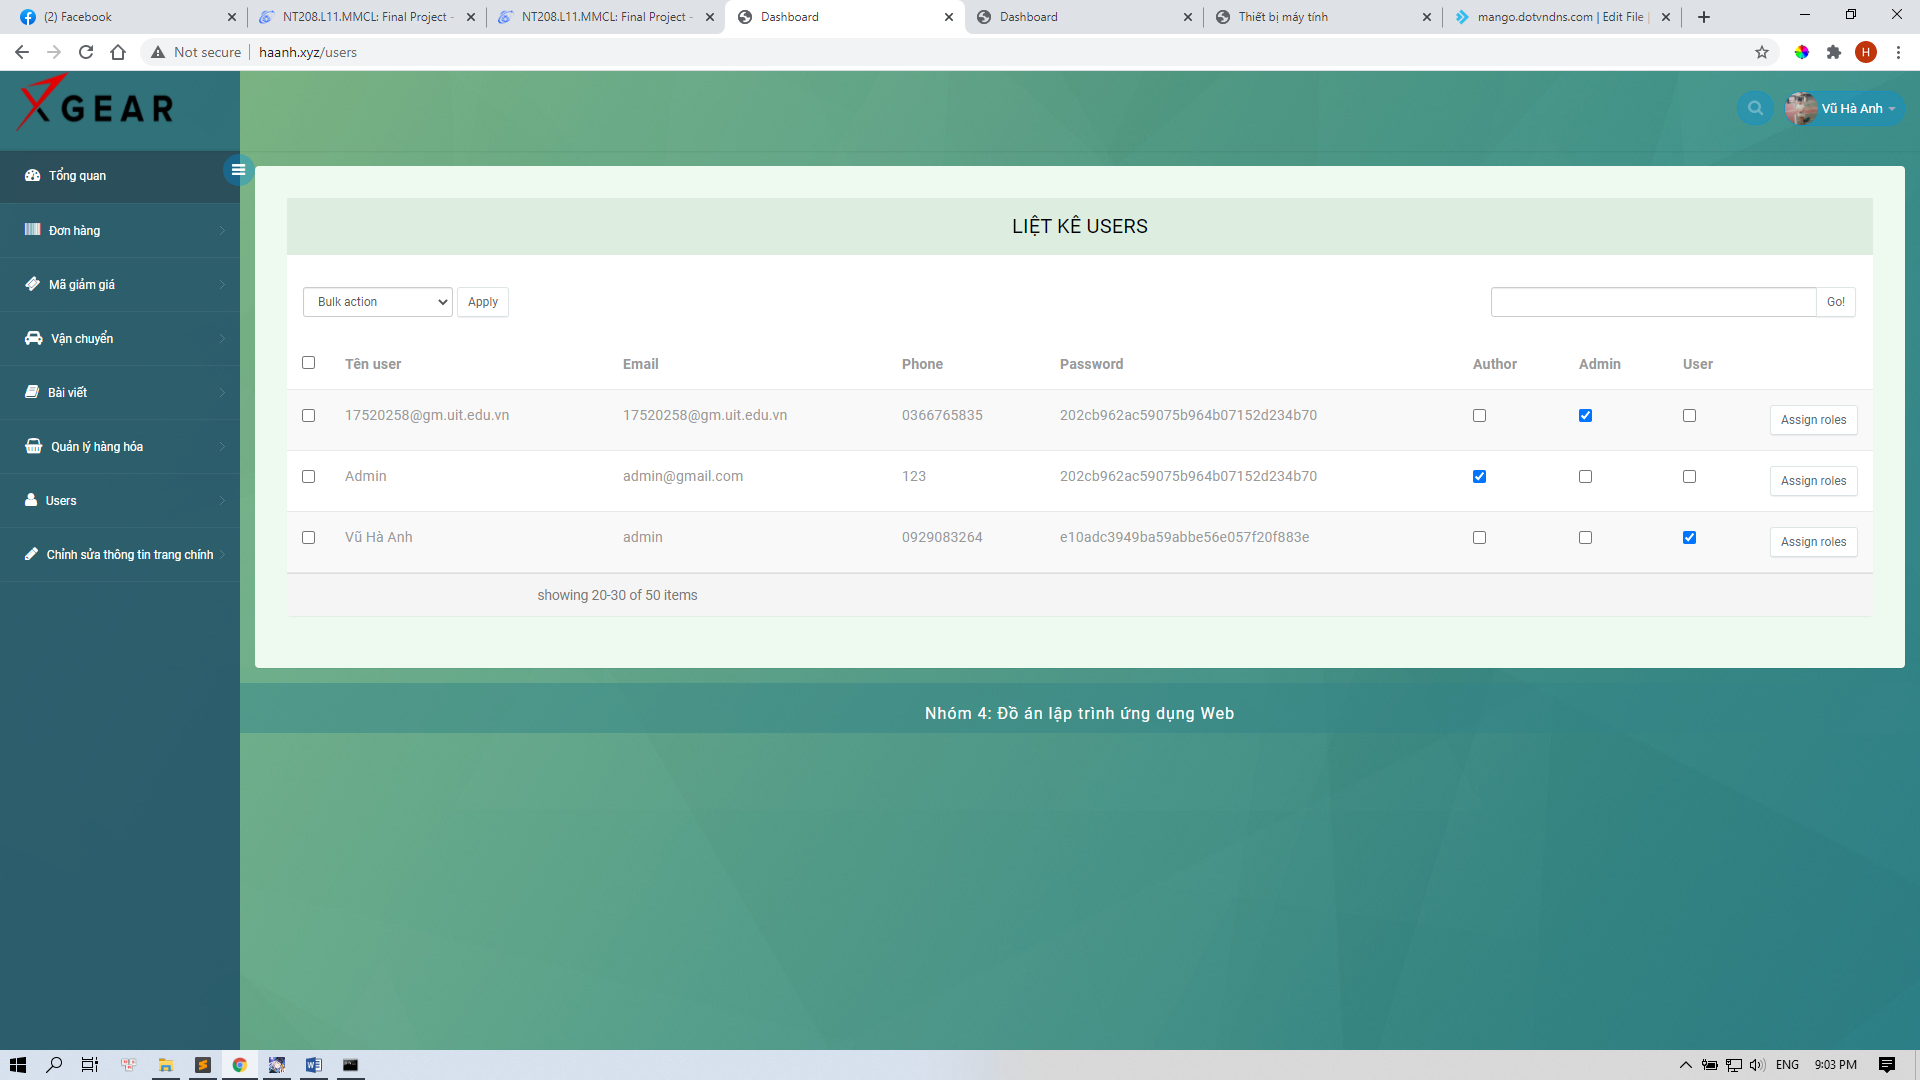 (2) Facebook
NT208.L11.MMCL: Final Project -
NT208.L11.MMCL: Final Project -
Dashboard
Dashboard
Thiết bị máy tính
mango.dotvndns.com | Edit File |
Not secure
haanh.xyz/users
H
XGEAR
Vũ Hà Anh
Tổng quan
Đơn hàng
Mã giảm giá
Vận chuyển
Bài viết
Quản lý hàng hóa
Users
Chỉnh sửa thông tin trang chính
LIỆT KÊ USERS
Bulk action
Apply
Go!
Tên user Email Phone Password Author Admin User
17520258@gm.uit.edu.vn 17520258@gm.uit.edu.vn 0366765835 202cb962ac59075b964b07152d234b70 Assign roles
Admin admin@gmail.com 123 202cb962ac59075b964b07152d234b70 Assign roles
Vũ Hà Anh admin 0929083264 e10adc3949ba59abbe56e057f20f883e Assign roles
showing 20-30 of 50 items
Nhóm 4: Đồ án lập trình ứng dụng Web
ENG
9:03 PM